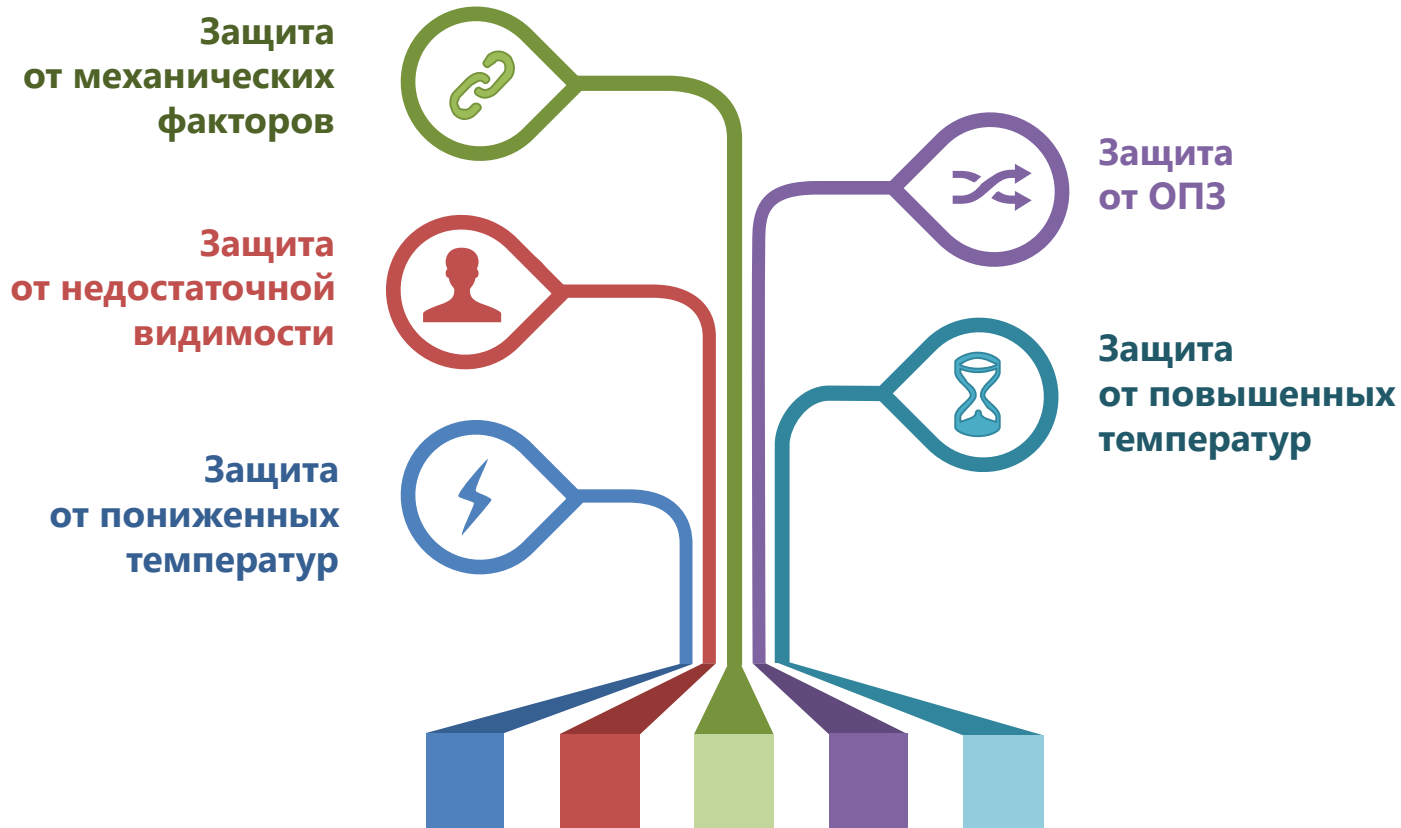 Защита
от механических
факторов
Защита
от ОПЗ
Защита
от недостаточной
видимости
Защита
от повышенных
температур
Защита
от пониженных
температур